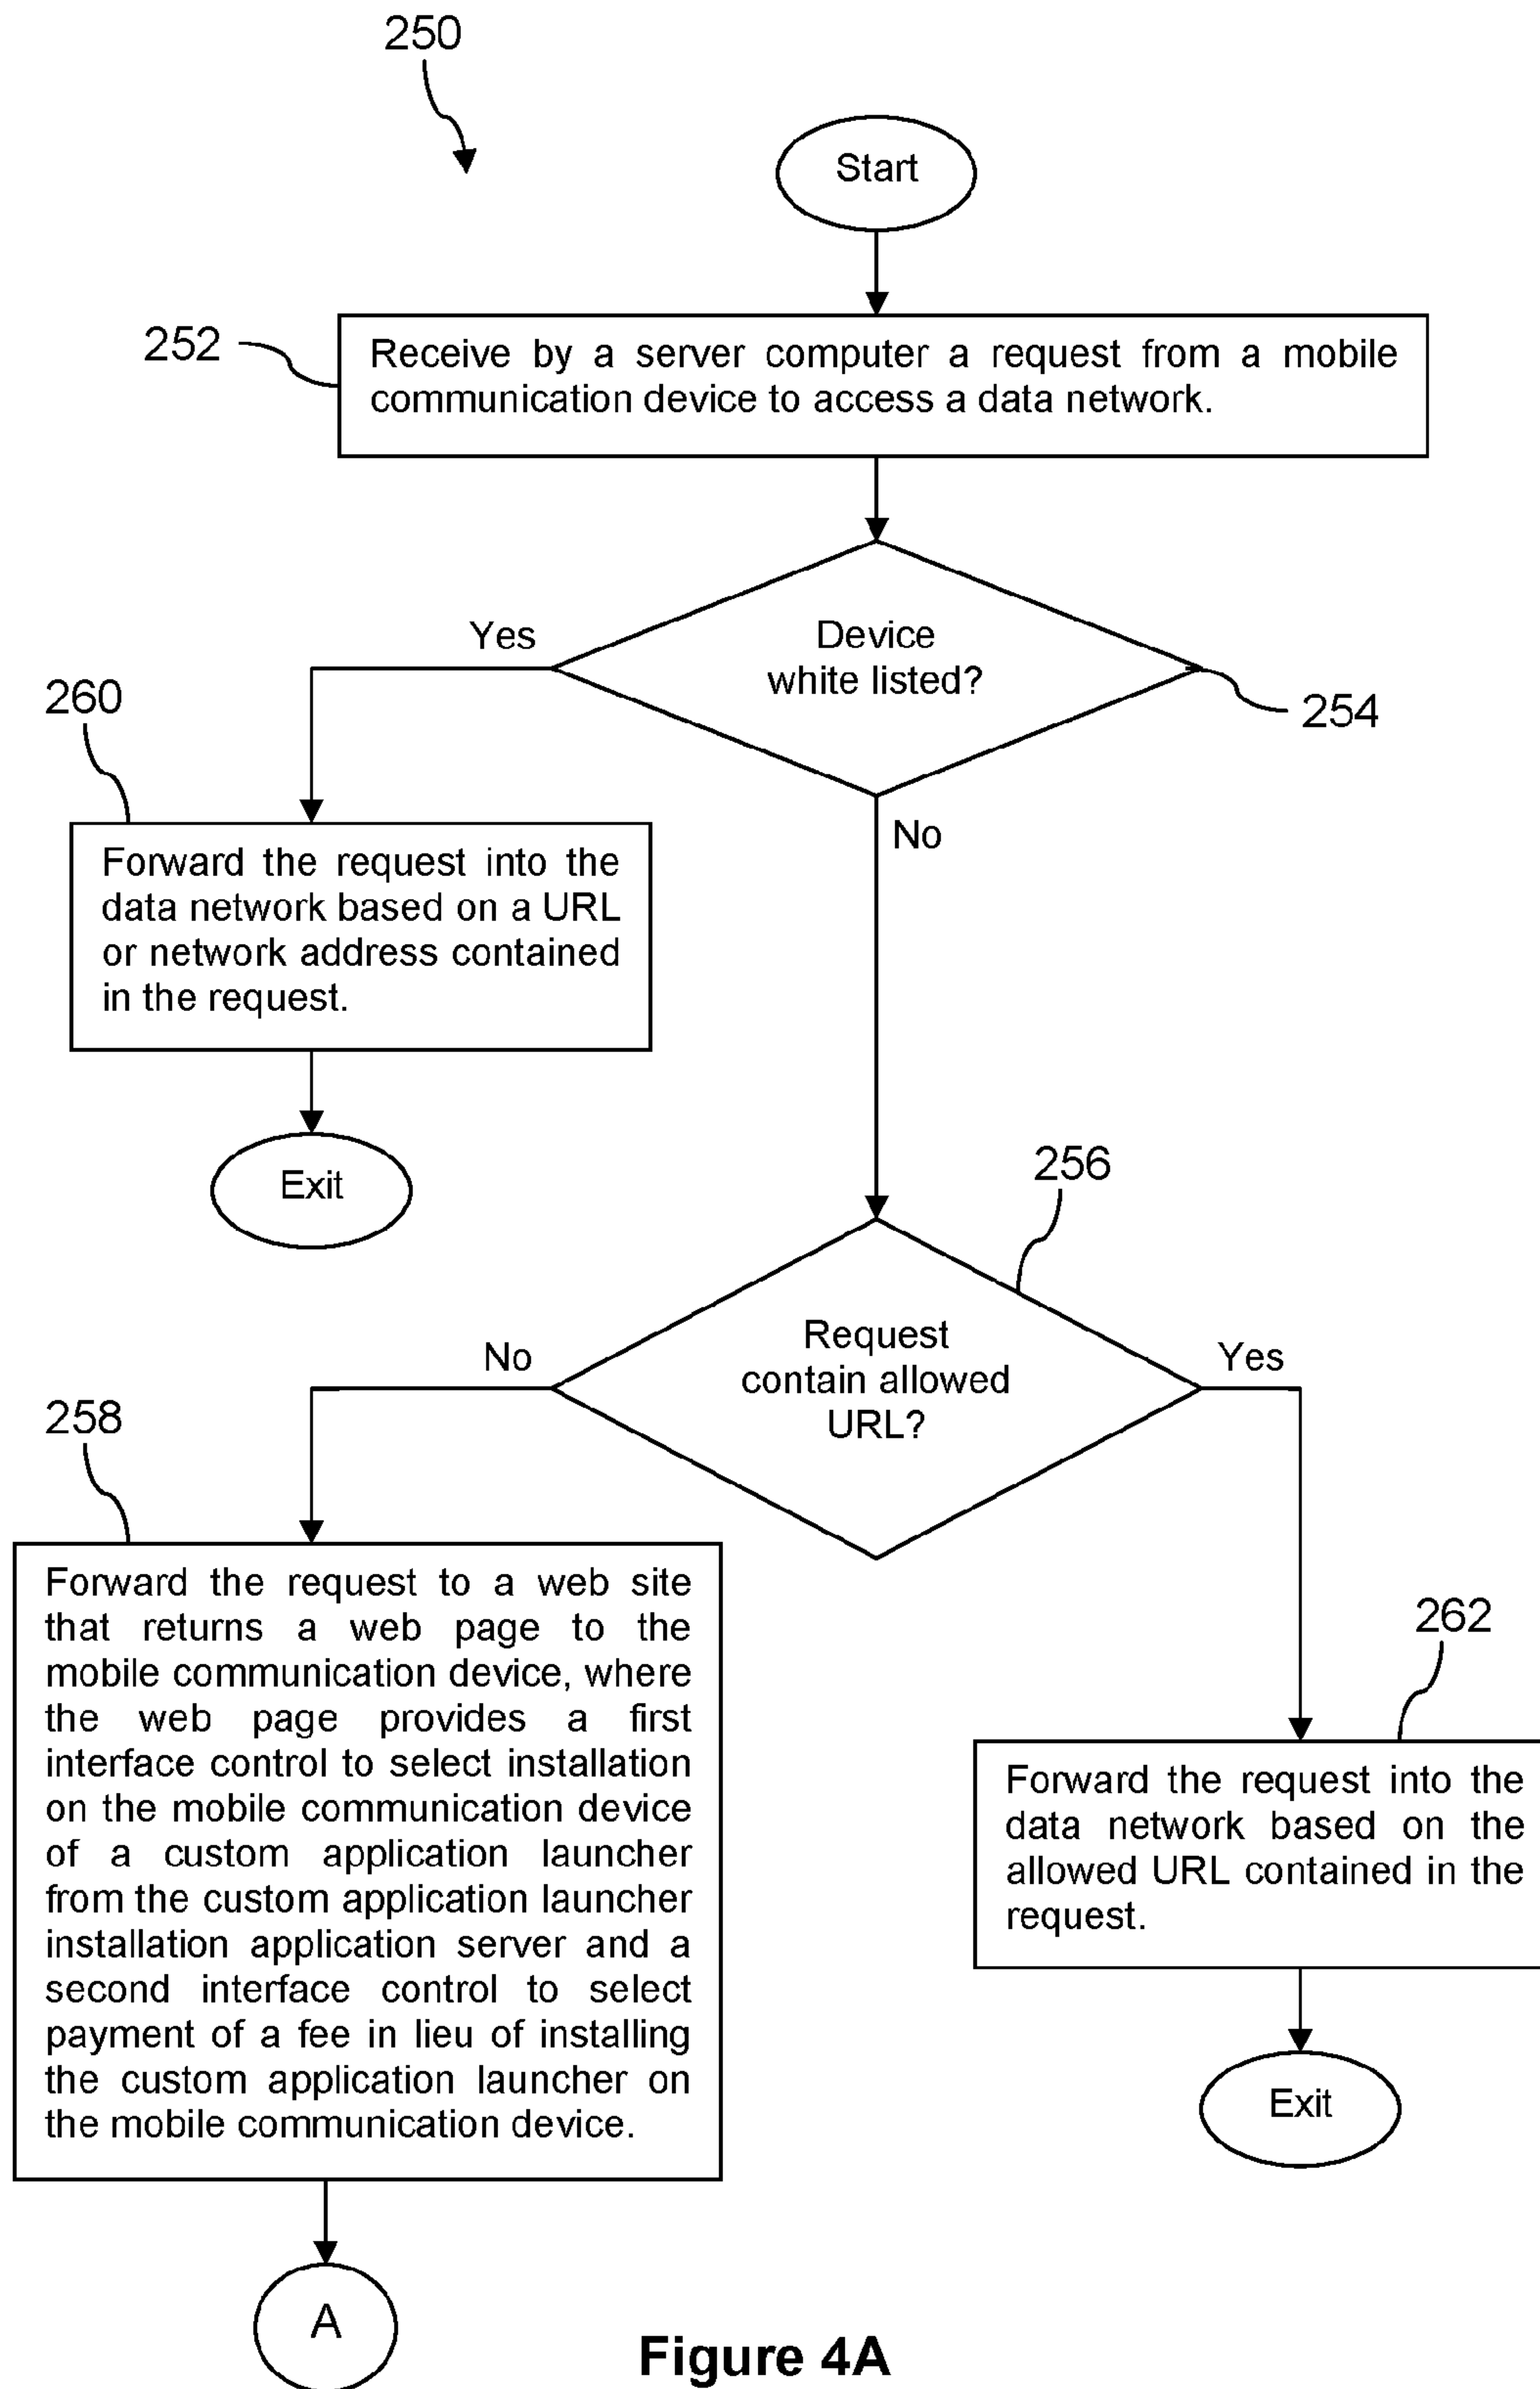 250
Start
252
Receive by a server computer a request from a mobile
communication device to access a data network.
Yes
Device
white listed?
254
260
No
Forward the request into the
data network based on a URL
or network address contained
in the request.
Exit
256
No
Request
contain allowed
URL?
Yes
258
Forward the request to a web site
that returns a web page to the
mobile communication device, where
the web page provides a first
interface control to select installation
on the mobile communication device
of a custom application launcher
from the custom application launcher
installation application server and a
second interface control to select
payment of a fee in lieu of installing
the custom application launcher on
the mobile communication device.
262
Forward the request into the
data network based on the
allowed URL contained in the
request.
Exit
A
Figure 4A